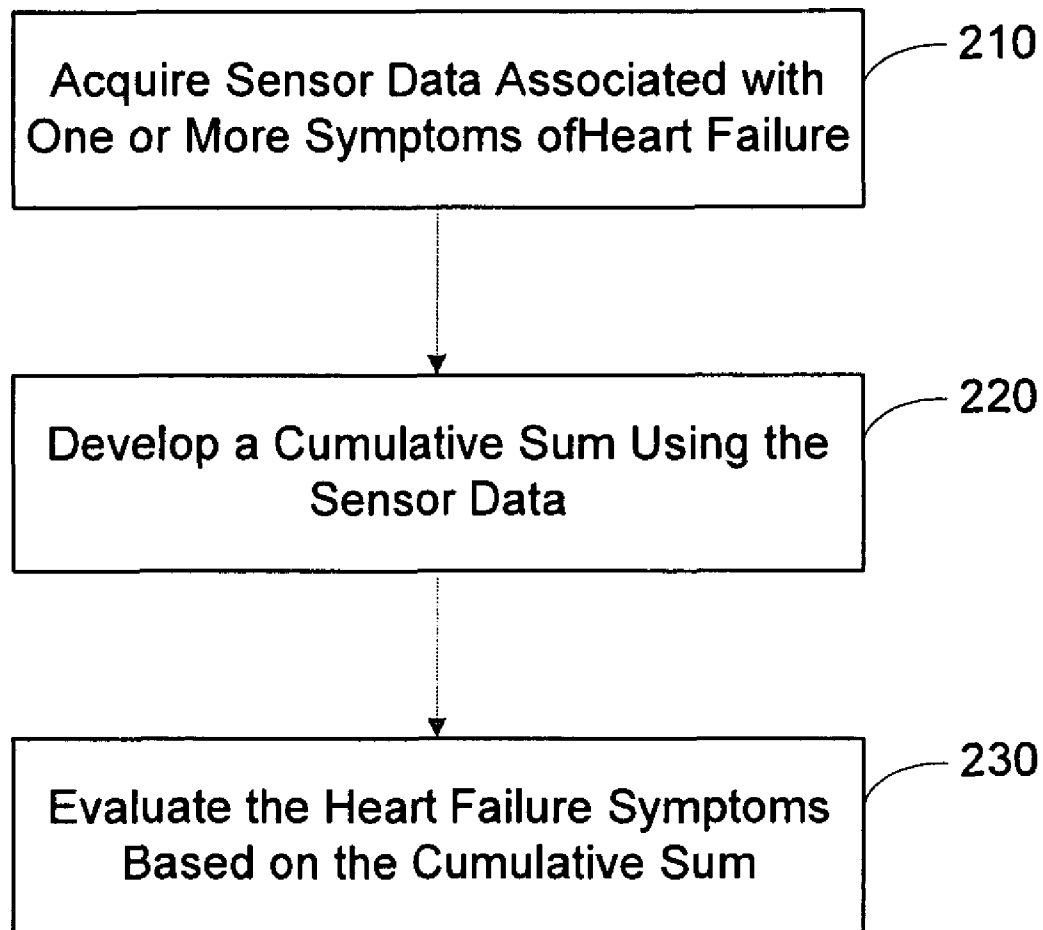 210
Acquire Sensor Data Associated with
One or More Symptoms ofHeart Failure
220
Develop a Cumulative Sum Using the
Sensor Data
230
Evaluate the Heart Failure Symptoms
Based on the Cumulative Sum